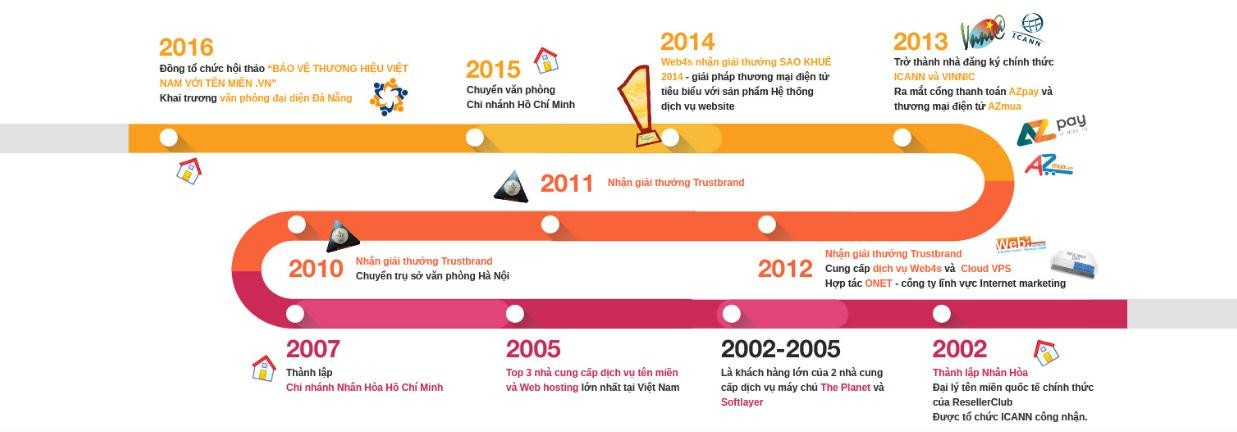 2016
Đồng tổ chức hội thảo “BẢO VỆ THƯƠNG HIỆU VIỆT
NAM VỚI TÊN MIỀN .VN”
Khai trương văn phòng đại diện Đà Nẵng
2015
Chuyển văn phòng
Chi nhánh Hồ Chí Minh
2014
Web4s nhận giải thưởng SAO KHUÊ
2014 - giải pháp thương mại điện tử
tiêu biểu với sản phẩm Hệ thống
dịch vụ website
2013
ICANN
Trở thành nhà đăng ký chính thức
ICANN và VINNIC
Ra mắt cổng thanh toán AZpay và
thương mại điện tử AZmua
AZ pay
AZ mua.vn
2011
Nhận giải thưởng Trustbrand
2010
Nhận giải thưởng Trustbrand
Chuyển trụ sở văn phòng Hà Nội
2012
Nhận giải thưởng Trustbrand
Cung cấp dịch vụ Web4s và Cloud VPS
Hợp tác ONET - công ty lĩnh vực Internet marketing
2007
Thành lập
Chi nhánh Nhân Hòa Hồ Chí Minh
2005
Top 3 nhà cung cấp dịch vụ tên miền
và Web hosting lớn nhất tại Việt Nam
2002-2005
Là khách hàng lớn của 2 nhà cung
cấp dịch vụ máy chủ The Planet và
Softlayer
2002
Thành lập Nhân Hòa
Đại lý tên miền quốc tế chính thức
của ResellerClub
Được tổ chức ICANN công nhận.